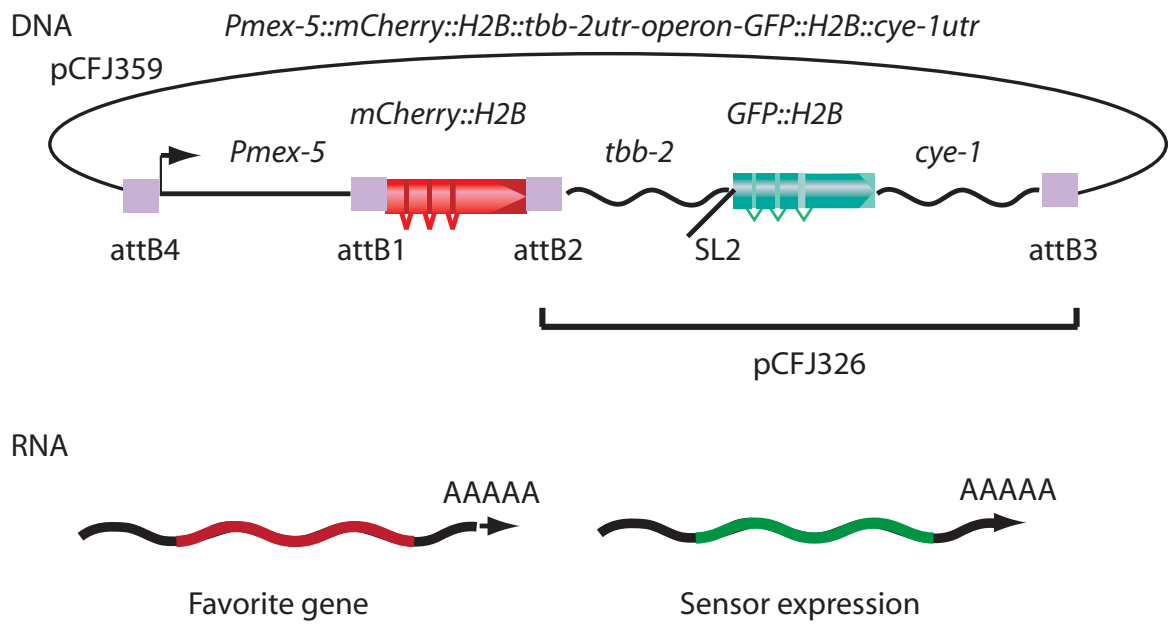 DNA
Pmex-5::mCherry::H2B::tbb-2utr-operon-GFP::H2B::cye-1utr
pCFJ359
mCherry::H2B
GFP::H2B
Pmex-5
tbb-2
cye-1
attB4
attB1
attB2
SL2
attB3
pCFJ326
RNA
AAAAA
AAAAA
Favorite gene
Sensor expression